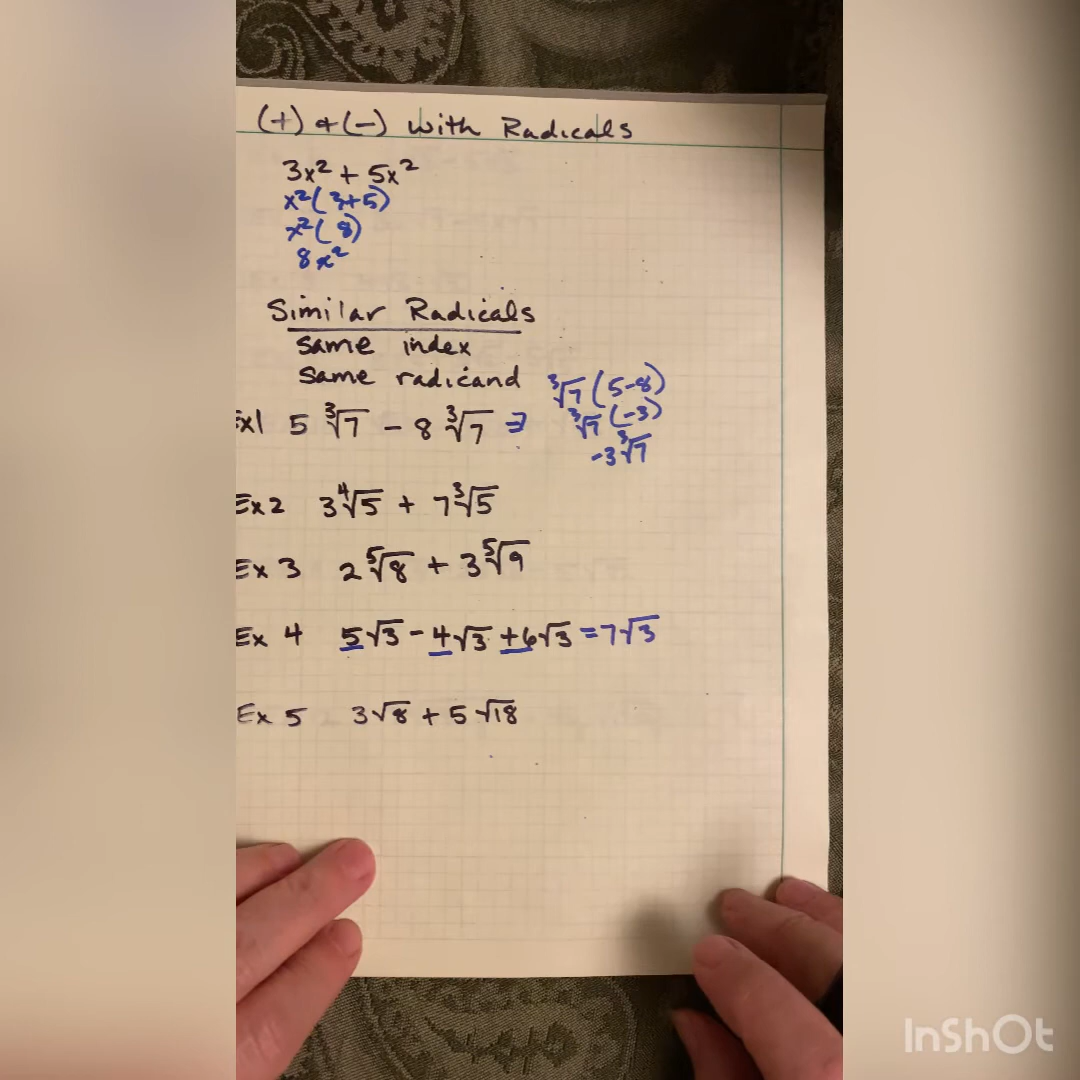 (+) & (-) with Radicals
3x² + 5x²
x²(3+5)
x²(8)
8x²
Similar Radicals
same index
same radicand
∛7(5-8)
∛7(-3)
-3∛7
Ex1 5∛7 - 8∛7 ⇒
Ex 2 3∜5 + 7∛5
Ex 3 2⁵√8 + 3⁵√9
Ex 4 5√3 - 4√3 + 6√3 = 7√3
Ex 5 3√8 + 5√18
InShOt